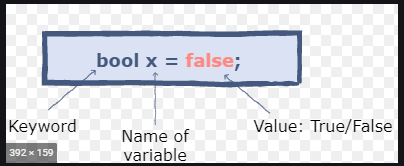 bool x = false;
Keyword
Name of
variable
Value: True/False
392 × 159